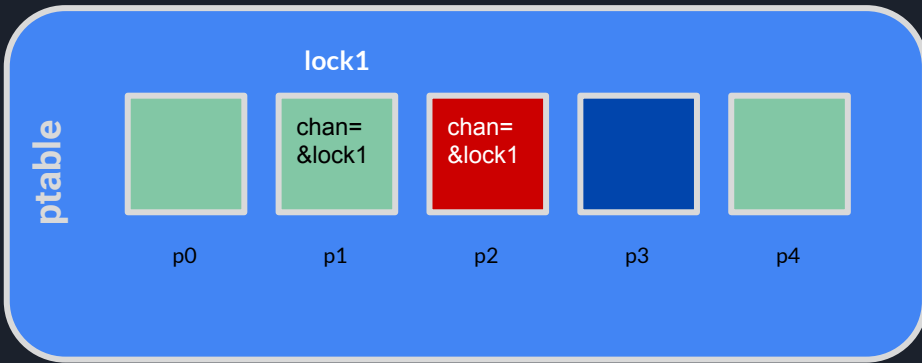 lock1
ptable
chan=
&lock1
chan=
&lock1
p0
p1
p2
p3
p4